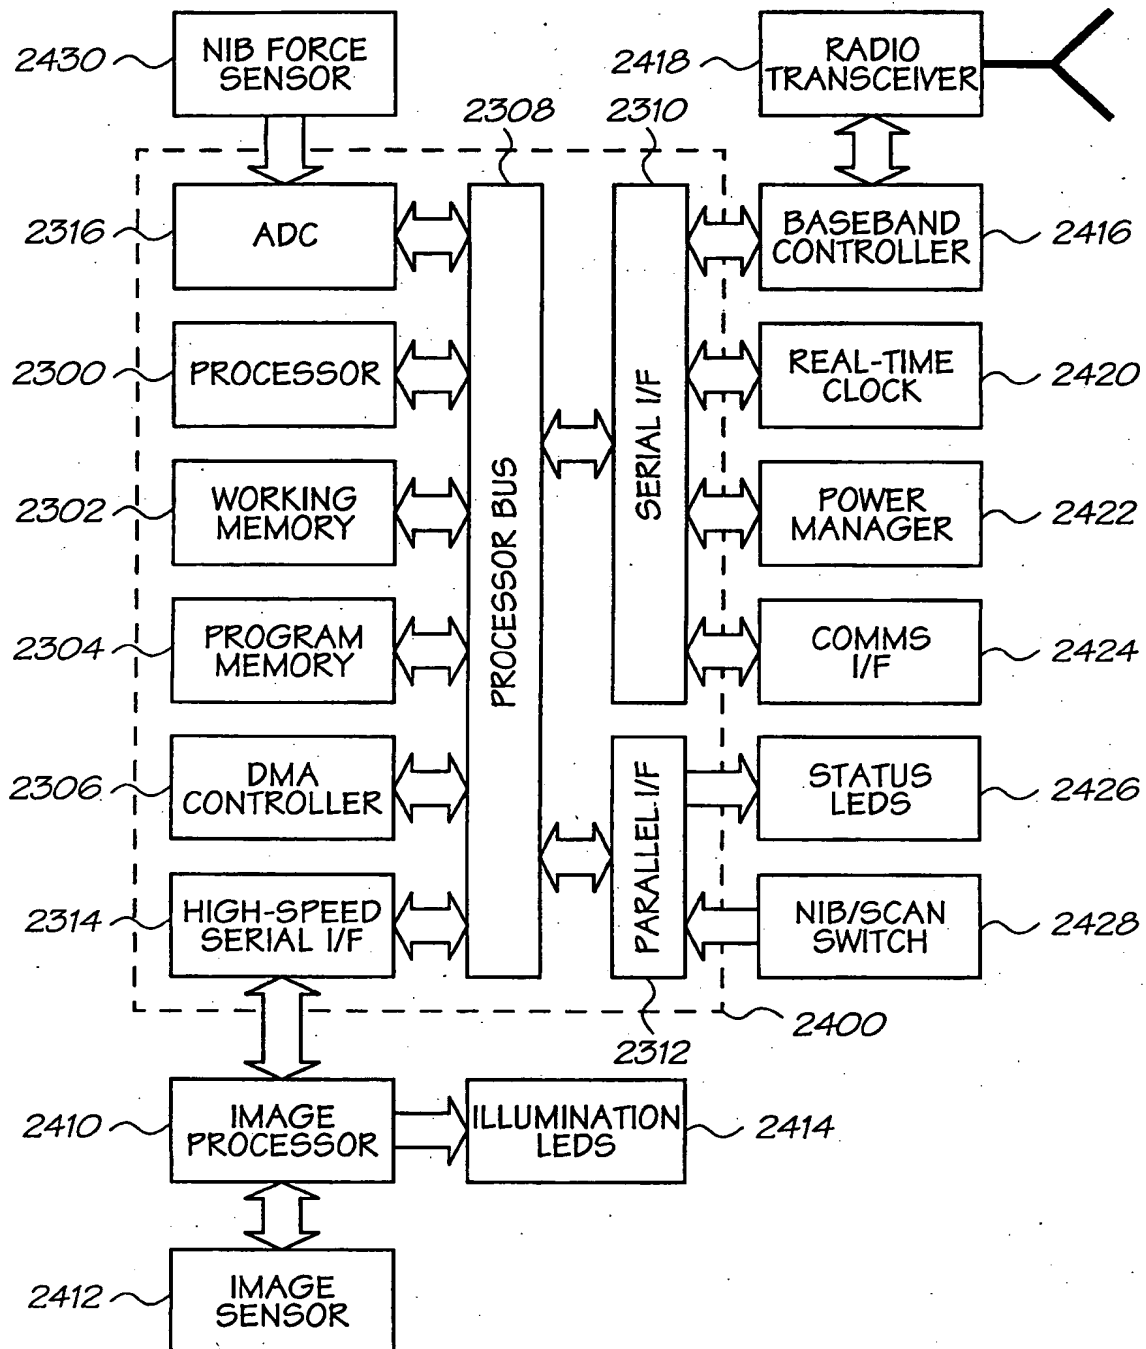 2430
NIB FORCE
SENSOR
2418
RADIO
TRANSCEIVER
2308
2310
2316
ADC
BASEBAND
CONTROLLER
2416
2300
PROCESSOR
REAL-TIME
CLOCK
2420
2302
WORKING
MEMORY
PROCESSOR BUS
SERIAL I/F
POWER
MANAGER
2422
2304
PROGRAM
MEMORY
COMMS
I/F
2424
2306
DMA
CONTROLLER
PARALLEL I/F
STATUS
LEDS
2426
2314
HIGH-SPEED
SERIAL I/F
NIB/SCAN
SWITCH
2428
2400
2312
2410
IMAGE
PROCESSOR
ILLUMINATION
LEDS
2414
2412
IMAGE
SENSOR